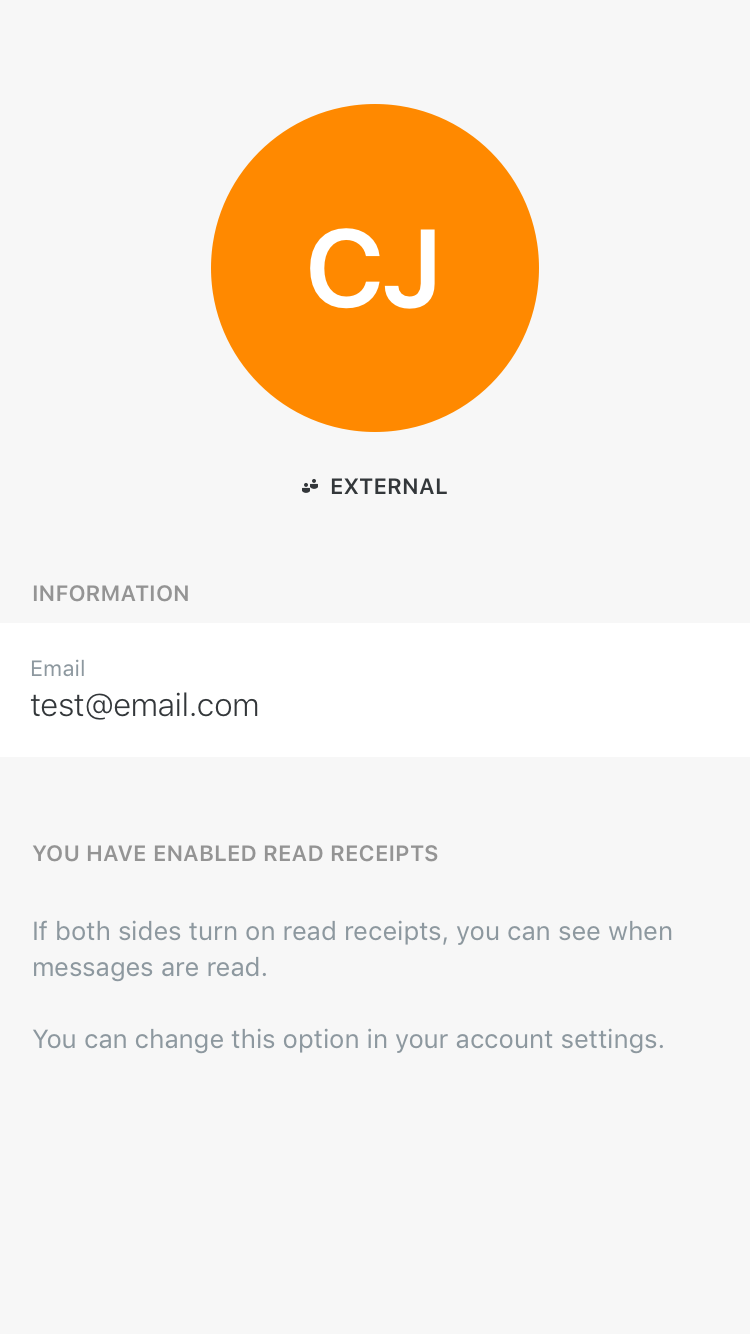 CJ
EXTERNAL
INFORMATION
Email
test@email.com
YOU HAVE ENABLED READ RECEIPTS
If both sides turn on read receipts, you can see when
messages are read.
You can change this option in your account settings.